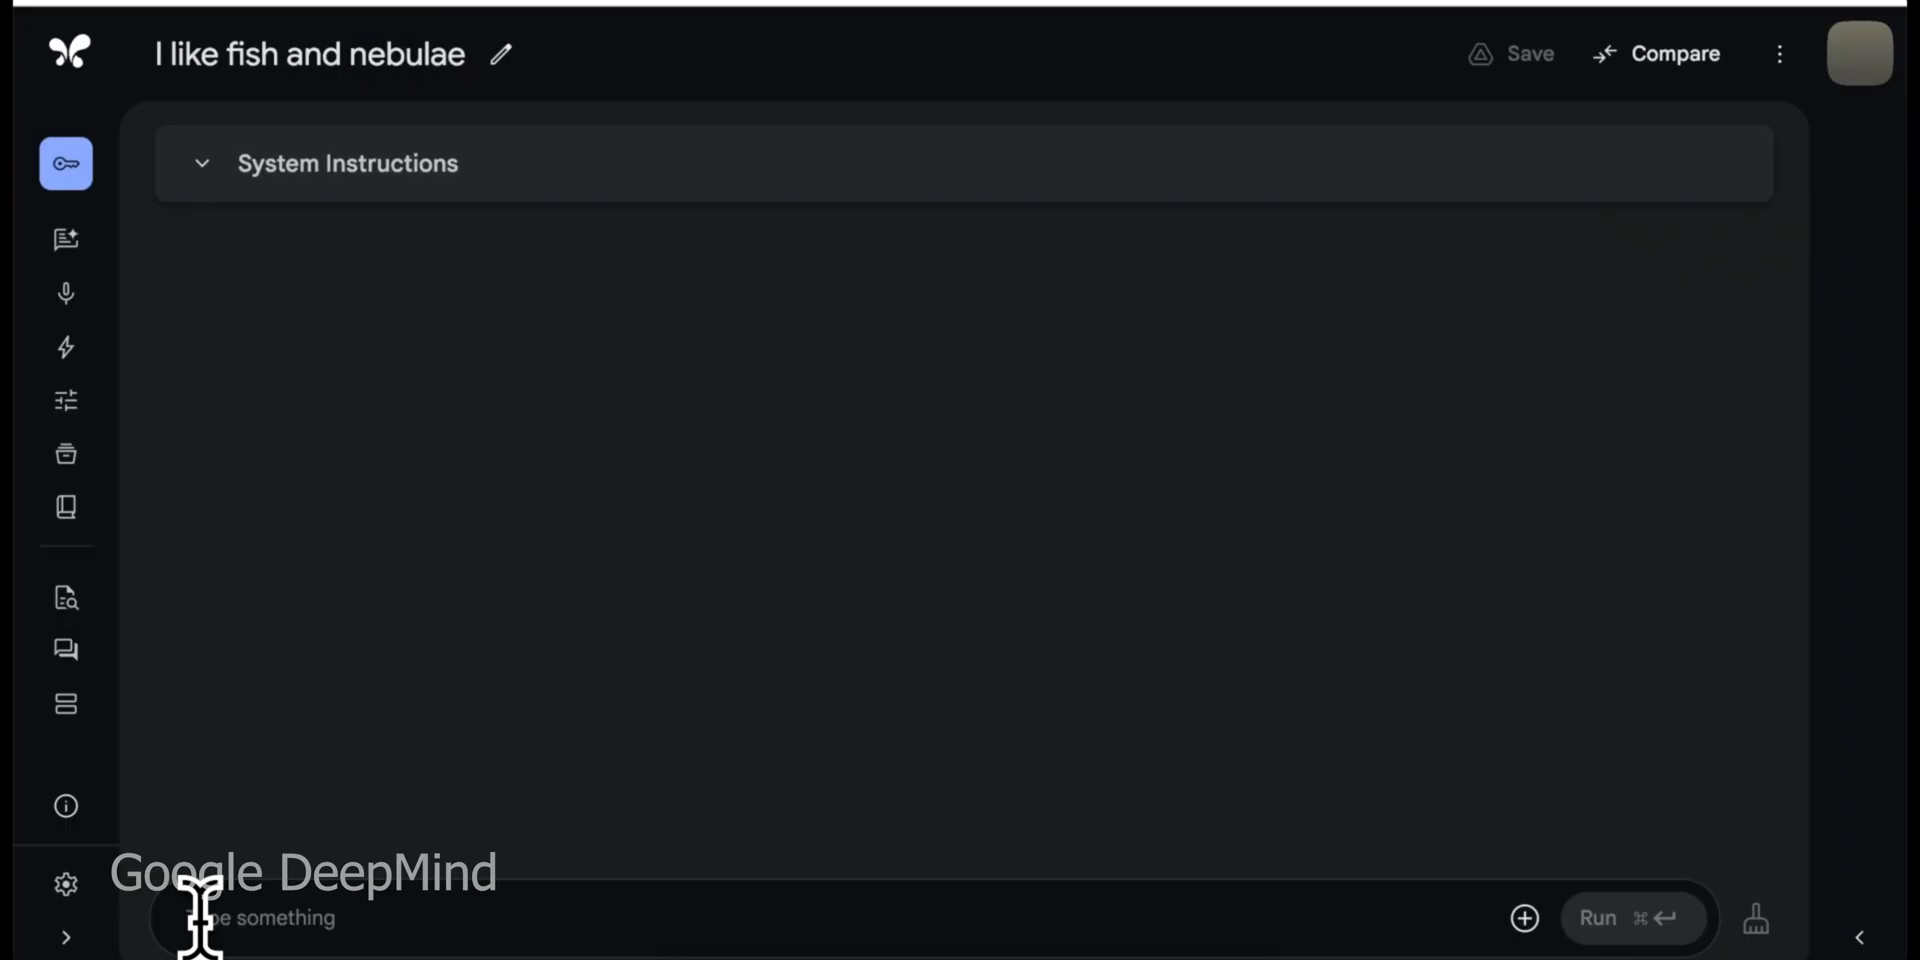 I like fish and nebulae
Save
Compare
System Instructions
Google DeepMind
something
Run ⌘↵